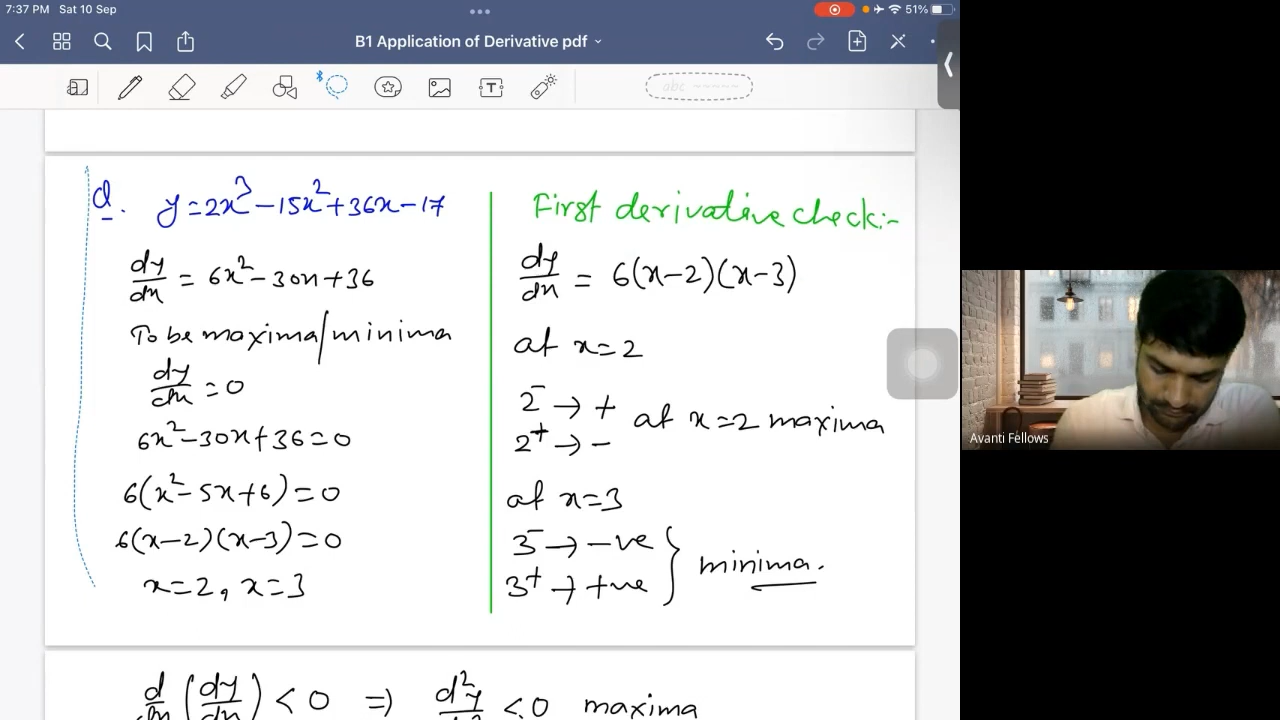 7:37 PM Sat 10 Sep
51%
B1 Application of Derivative pdf
abc
d. y = 2x³ - 15x² + 36x - 17
dy/dx = 6x² - 30x + 36
To be maxima/minima
dy/dx = 0
6x² - 30x + 36 = 0
6(x² - 5x + 6) = 0
6(x-2)(x-3) = 0
x = 2, x = 3
First derivative check:-
dy/dx = 6(x-2)(x-3)
at x = 2
2⁻ → +
2⁺ → -
at x = 2 maxima
at x = 3
3⁻ → -ve
3⁺ → +ve
minima.
d/dx (dy/dx) < 0 ⇒ d²y/dx² < 0 maxima
Avanti Fellows